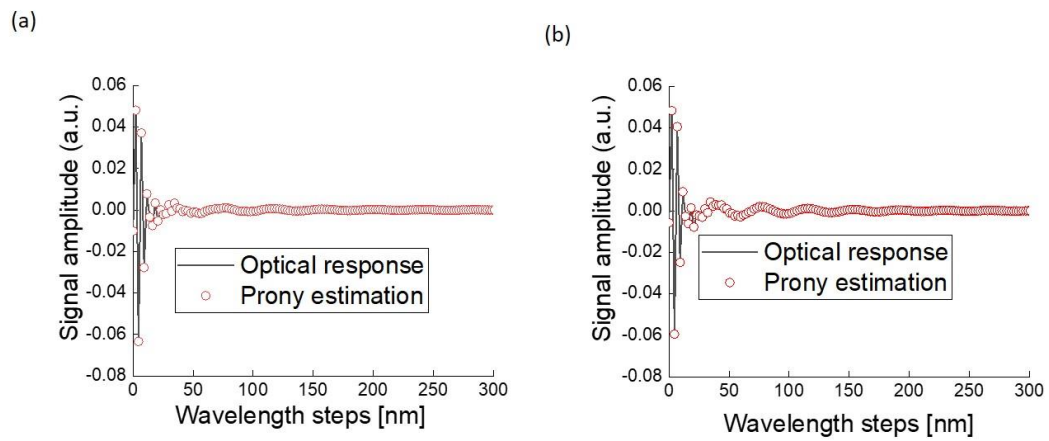 (a)
0.06
0.04
0.02
0.00
-0.02
-0.04
-0.06
-0.08
Signal amplitude (a.u.)
Optical response
Prony estimation
0 50 100 150 200 250 300
Wavelength steps [nm]
(b)
0.06
0.04
0.02
0.00
-0.02
-0.04
-0.06
-0.08
Signal amplitude (a.u.)
Optical response
Prony estimation
0 50 100 150 200 250 300
Wavelength steps [nm]